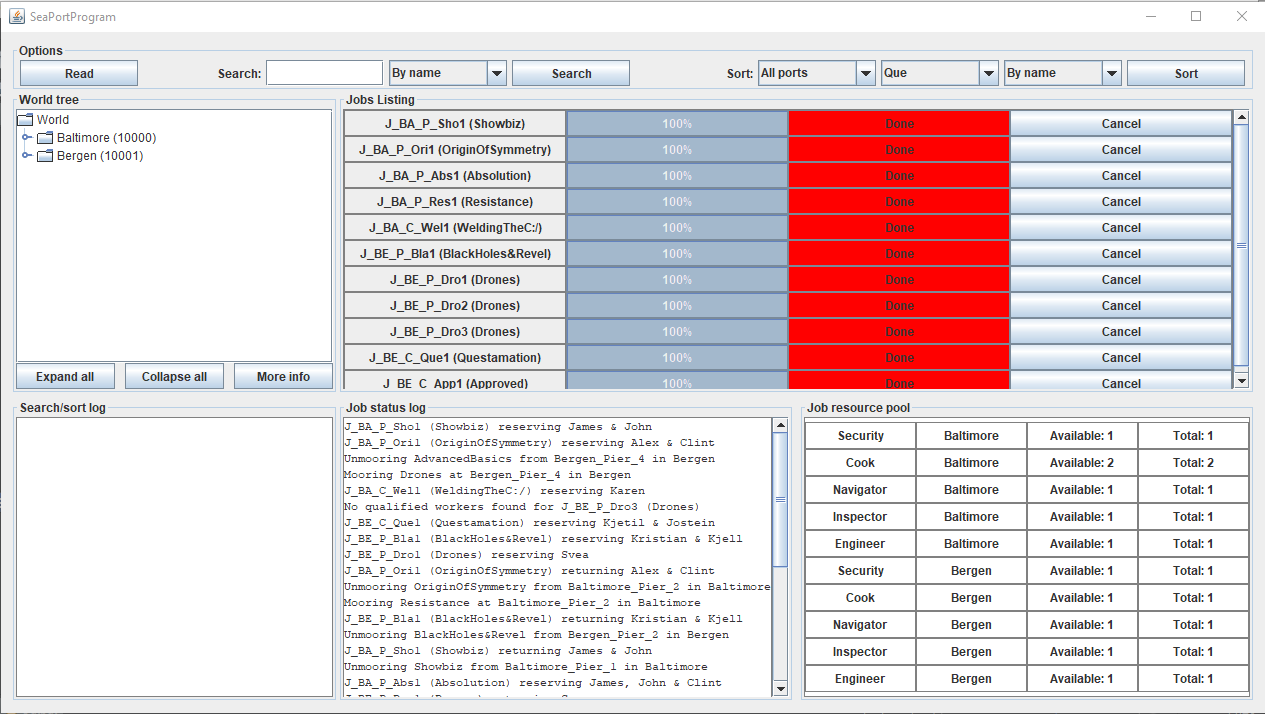 SeaPortProgram
Options
Read Search: By name Search Sort: All ports Que By name Sort
World tree
World
Baltimore (10000)
Bergen (10001)
Expand all Collapse all More info
Jobs Listing
J_BA_P_Sho1 (Showbiz) 100% Done Cancel
J_BA_P_Ori1 (OriginOfSymmetry) 100% Done Cancel
J_BA_P_Abs1 (Absolution) 100% Done Cancel
J_BA_P_Res1 (Resistance) 100% Done Cancel
J_BA_C_Wel1 (WeldingTheC:/) 100% Done Cancel
J_BE_P_Bla1 (BlackHoles&Revel) 100% Done Cancel
J_BE_P_Dro1 (Drones) 100% Done Cancel
J_BE_P_Dro2 (Drones) 100% Done Cancel
J_BE_P_Dro3 (Drones) 100% Done Cancel
J_BE_C_Que1 (Questamation) 100% Done Cancel
J_BE_C_App1 (Approved) 100% Done Cancel
Search/sort log
Job status log
J_BA_P_Sho1 (Showbiz) reserving James & John
J_BA_P_Ori1 (OriginOfSymmetry) reserving Alex & Clint
Unmooring AdvancedBasics from Bergen_Pier_4 in Bergen
Mooring Drones at Bergen_Pier_4 in Bergen
J_BA_C_Wel1 (WeldingTheC:/) reserving Karen
No qualified workers found for J_BE_P_Dro3 (Drones)
J_BE_C_Que1 (Questamation) reserving Kjetil & Jostein
J_BE_P_Bla1 (BlackHoles&Revel) reserving Kristian & Kjell
J_BE_P_Dro1 (Drones) reserving Svea
J_BA_P_Ori1 (OriginOfSymmetry) returning Alex & Clint
Unmooring OriginOfSymmetry from Baltimore_Pier_2 in Baltimore
Mooring Resistance at Baltimore_Pier_2 in Baltimore
J_BE_P_Bla1 (BlackHoles&Revel) returning Kristian & Kjell
Unmooring BlackHoles&Revel from Bergen_Pier_2 in Bergen
J_BA_P_Sho1 (Showbiz) returning James & John
Unmooring Showbiz from Baltimore_Pier_1 in Baltimore
J_BA_P_Abs1 (Absolution) reserving James, John & Clint
Job resource pool
Security Baltimore Available: 1 Total: 1
Cook Baltimore Available: 2 Total: 2
Navigator Baltimore Available: 1 Total: 1
Inspector Baltimore Available: 1 Total: 1
Engineer Baltimore Available: 1 Total: 1
Security Bergen Available: 1 Total: 1
Cook Bergen Available: 1 Total: 1
Navigator Bergen Available: 1 Total: 1
Inspector Bergen Available: 1 Total: 1
Engineer Bergen Available: 1 Total: 1